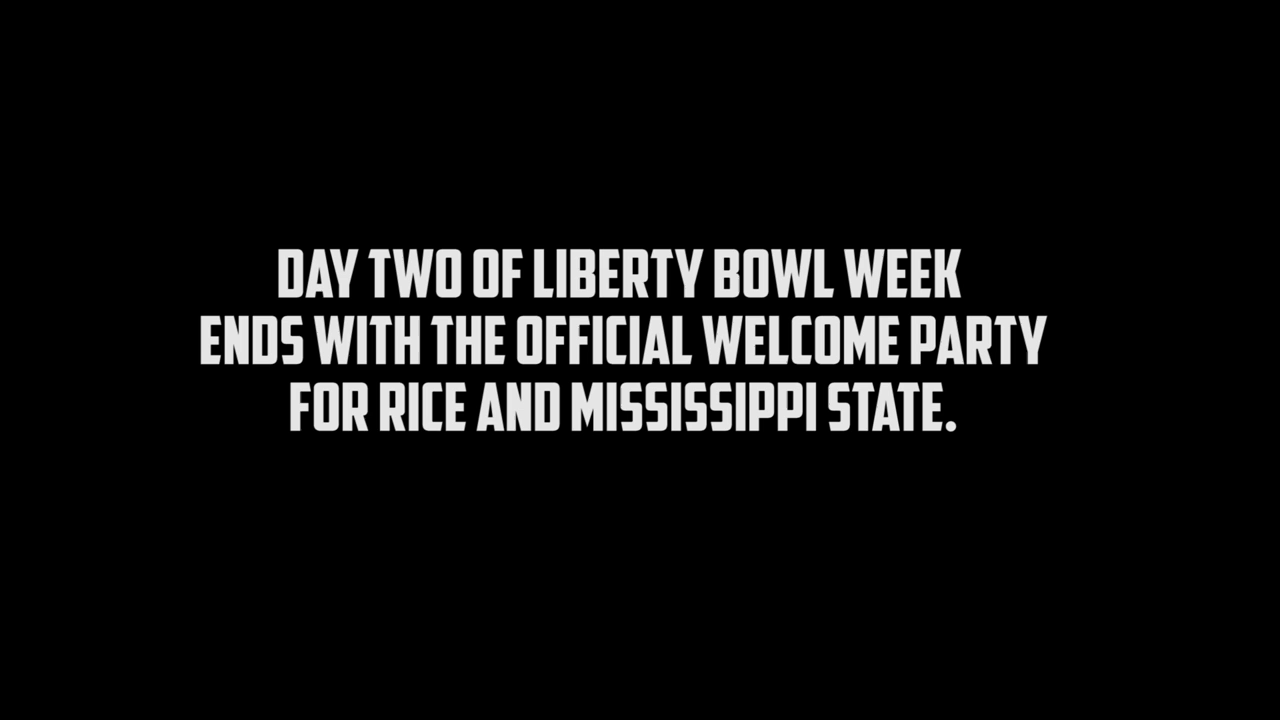 DAY TWO OF LIBERTY BOWL WEEK
ENDS WITH THE OFFICIAL WELCOME PARTY
FOR RICE AND MISSISSIPPI STATE.